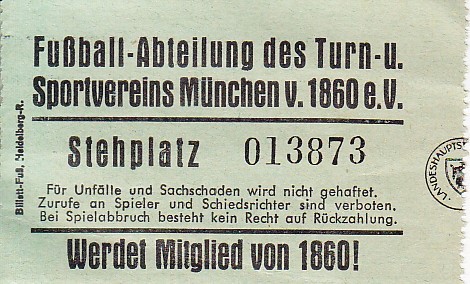 Fußball-Abteilung des Turn-u.
Sportvereins München v. 1860 e.V.
Stehplatz 013873
Für Unfälle und Sachschaden wird nicht gehaftet.
Zurufe an Spieler und Schiedsrichter sind verboten.
Bei Spielabbruch besteht kein Recht auf Rückzahlung.
Werdet Mitglied von 1860!
Billett-Fuß, Heidelberg-R.